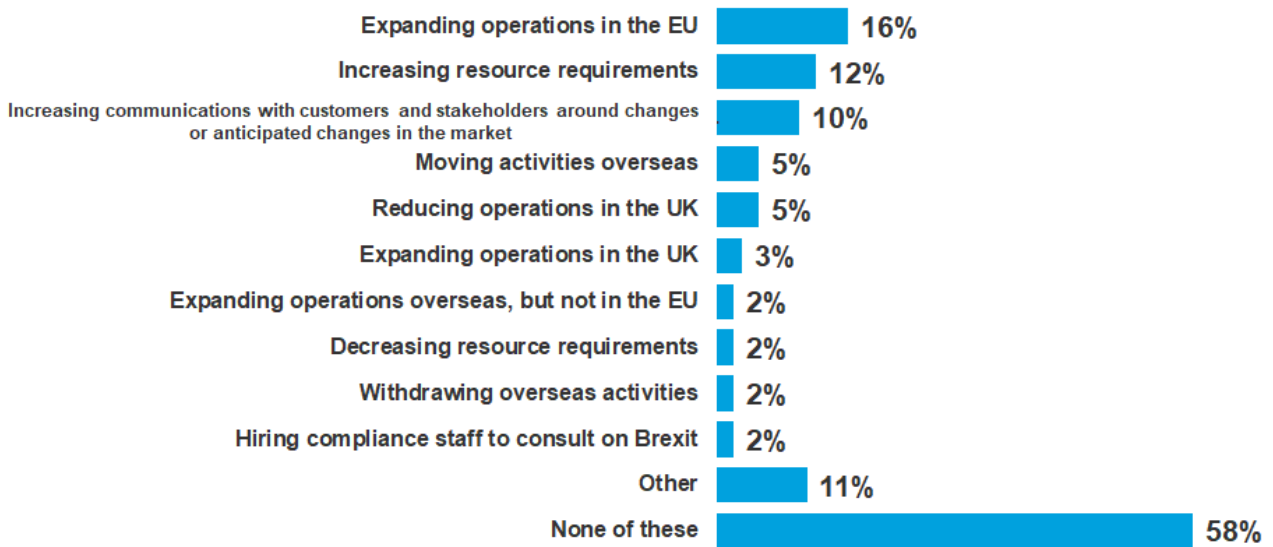 Expanding operations in the EU 16%
Increasing resource requirements 12%
Increasing communications with customers and stakeholders around changes
or anticipated changes in the market 10%
Moving activities overseas 5%
Reducing operations in the UK 5%
Expanding operations in the UK 3%
Expanding operations overseas, but not in the EU 2%
Decreasing resource requirements 2%
Withdrawing overseas activities 2%
Hiring compliance staff to consult on Brexit 2%
Other 11%
None of these 58%